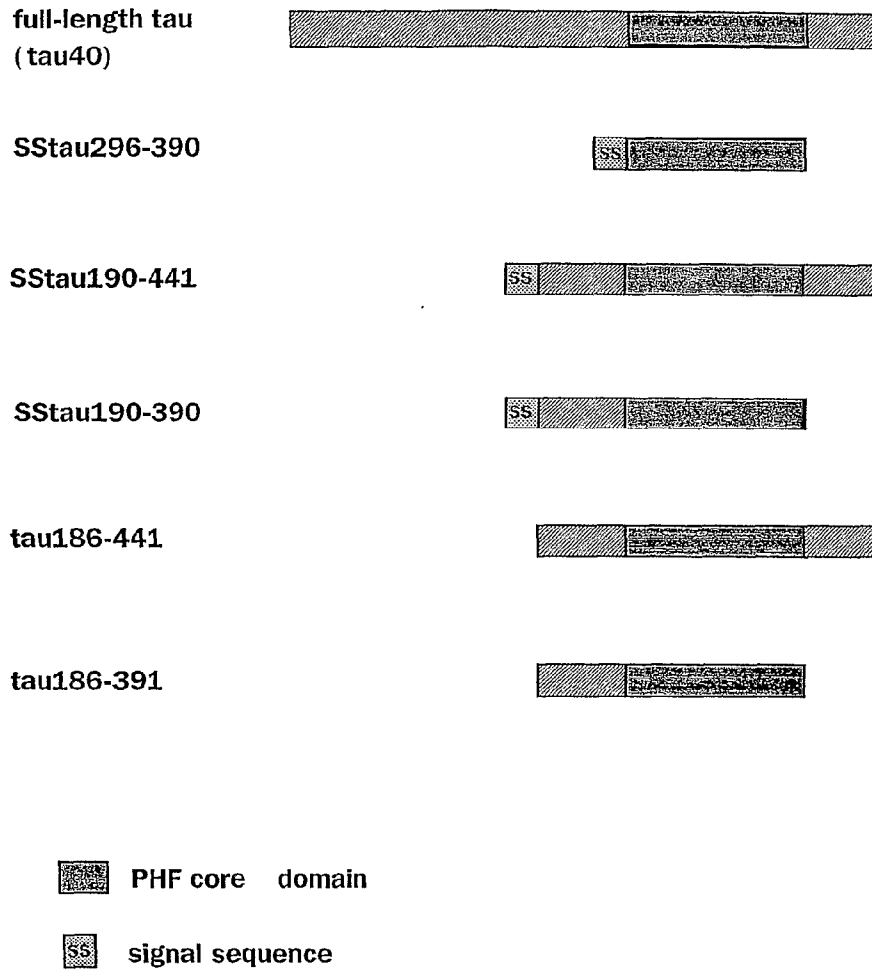 full-length tau
(tau40)
SStau296-390
SS
SStau190-441
SS
SStau190-390
SS
tau186-441
tau186-391
PHF core domain
SS signal sequence